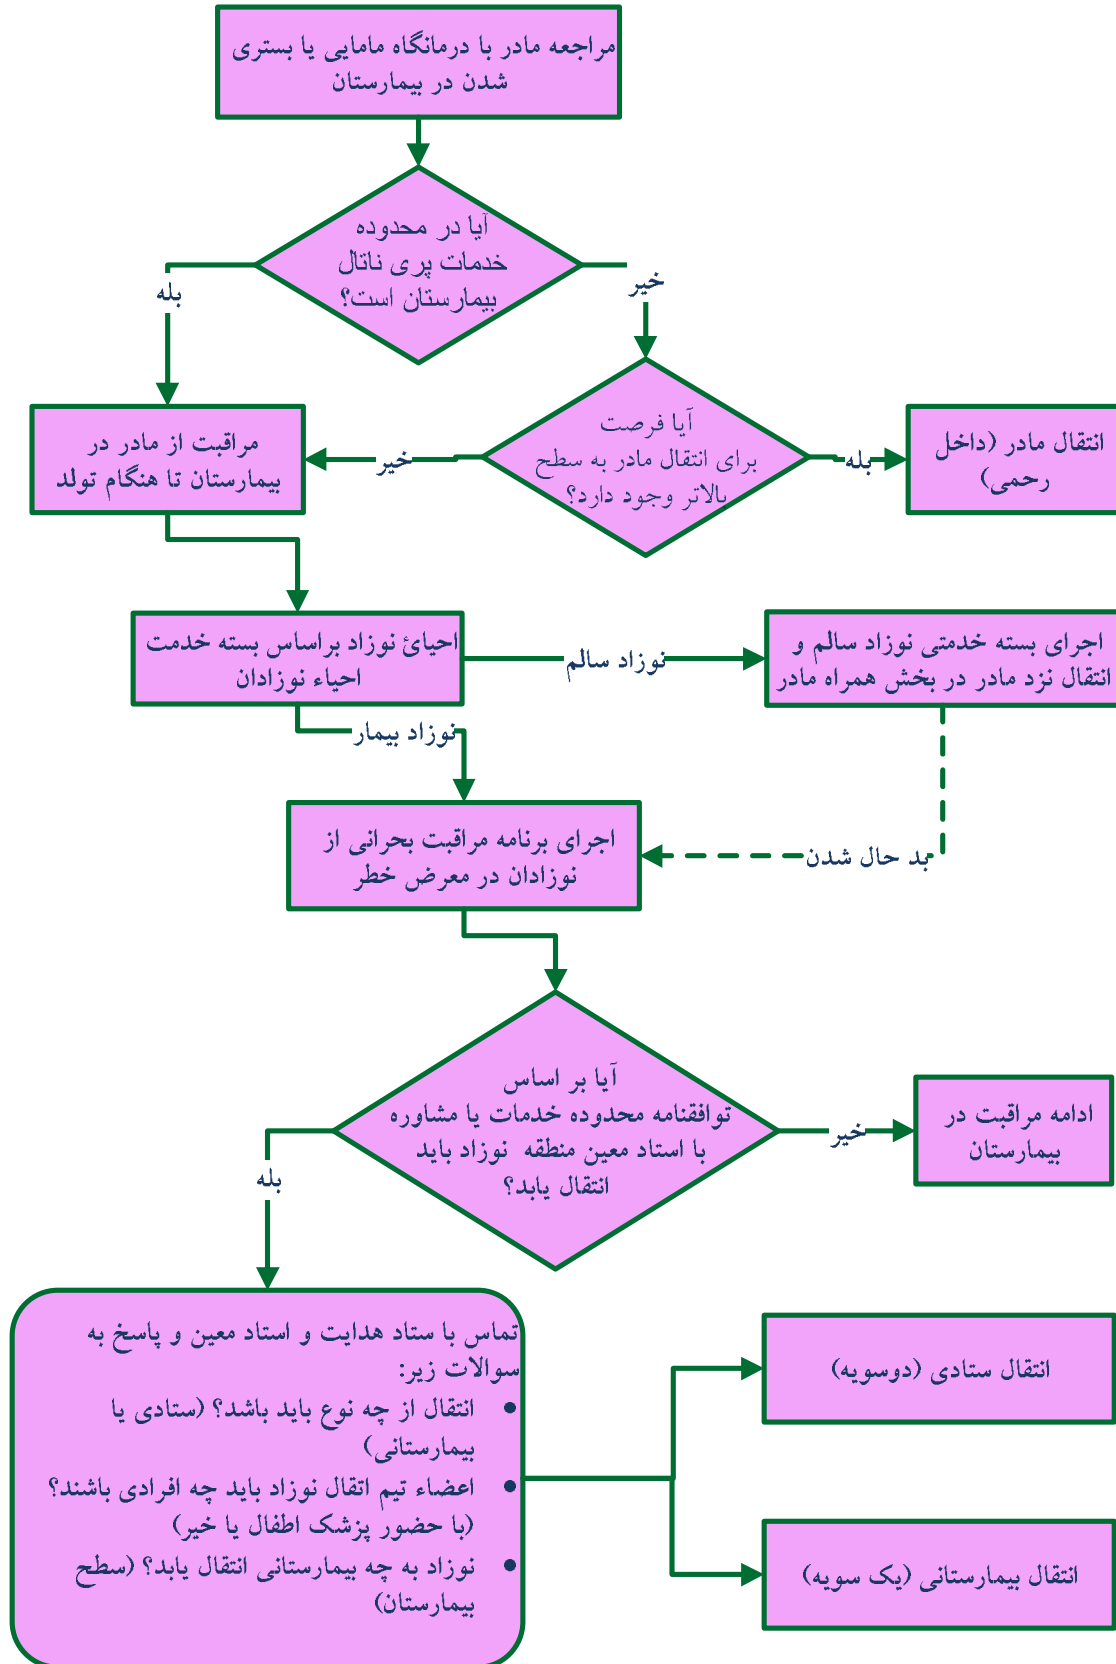 مراجعه مادر با درمانگاه مامایی یا بستری
شدن در بیمارستان
آیا در محدوده
خدمات پری ناتال
بیمارستان است؟
بله
خیر
آیا فرصت
برای انتقال مادر به سطح
بالاتر وجود دارد؟
بله
خیر
انتقال مادر (داخل
رحمی)
مراقبت از مادر در
بیمارستان تا هنگام تولد
احیائ نوزاد براساس بسته خدمت
احیاء نوزادان
نوزاد سالم
اجرای بسته خدمتی نوزاد سالم و
انتقال نزد مادر در بخش همراه مادر
نوزاد بیمار
بد حال شدن
اجرای برنامه مراقبت بحرانی از
نوزادان در معرض خطر
آیا بر اساس
توافقنامه محدوده خدمات یا مشاوره
با استاد معین منطقه نوزاد باید
انتقال یابد؟
خیر
ادامه مراقبت در
بیمارستان
بله
تماس با ستاد هدایت و استاد معین و پاسخ به
سوالات زیر:
• انتقال از چه نوع باید باشد؟ (ستادی یا
بیمارستانی)
• اعضاء تیم اتقال نوزاد باید چه افرادی باشند؟
(با حضور پزشک اطفال یا خیر)
• نوزاد به چه بیمارستانی انتقال یابد؟ (سطح
بیمارستان)
انتقال ستادی (دوسویه)
انتقال بیمارستانی (یک سویه)